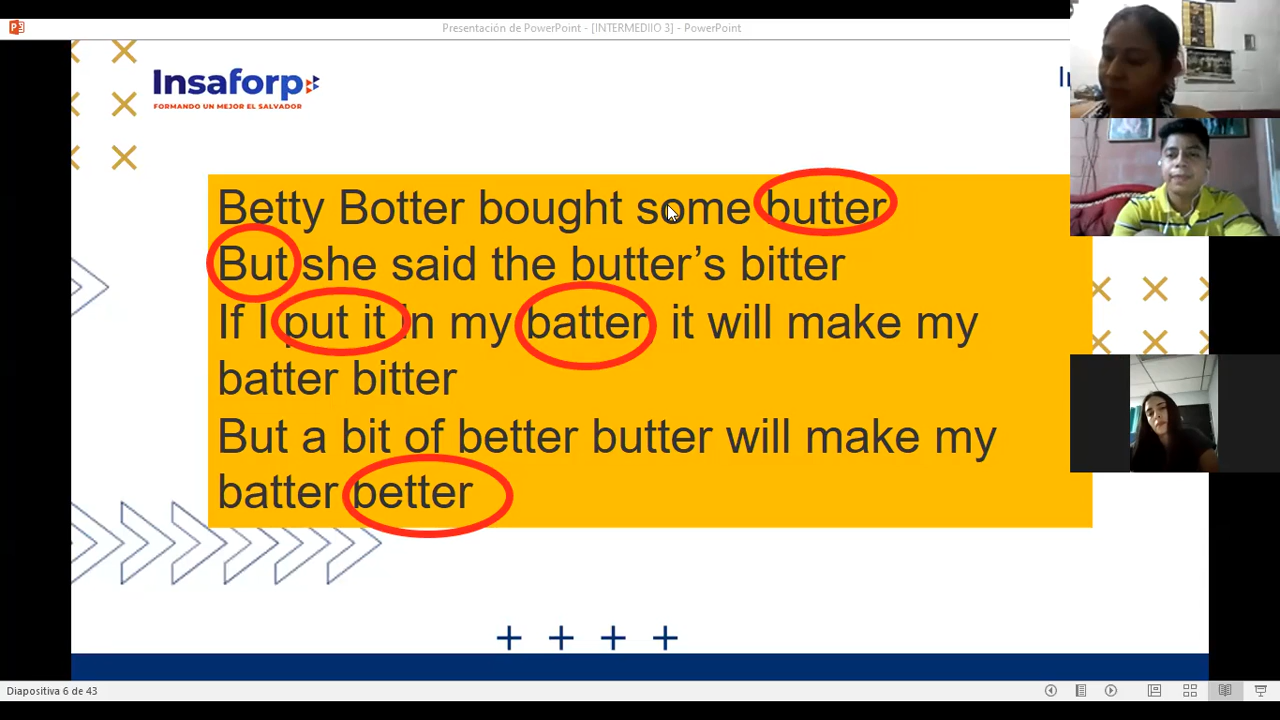 Presentación de PowerPoint - [INTERMEDIIO 3] - PowerPoint
Insaforp
FORMANDO UN MEJOR EL SALVADOR
Betty Botter bought some butter
But she said the butter’s bitter
If I put it in my batter it will make my
batter bitter
But a bit of better butter will make my
batter better
Diapositiva 6 de 43